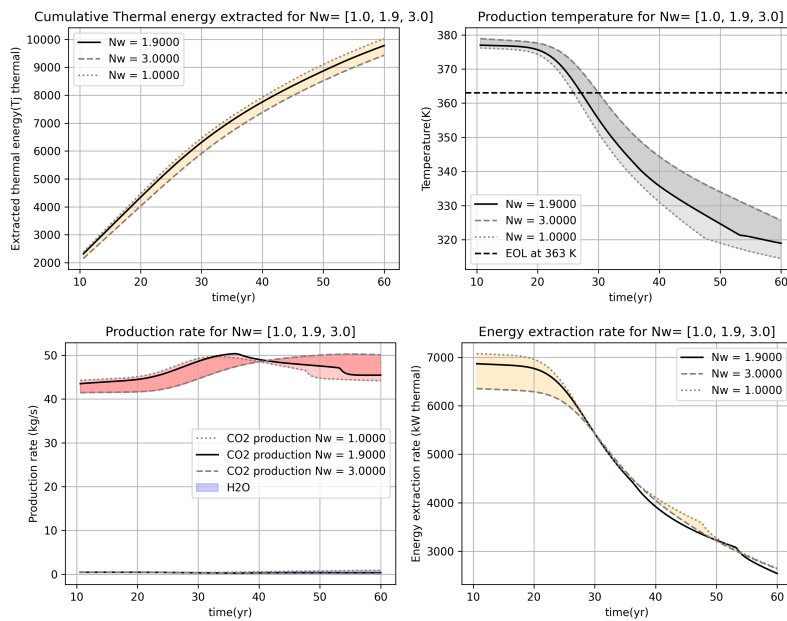 Cumulative Thermal energy extracted for Nw= [1.0, 1.9, 3.0]
Extracted thermal energy(Tj thermal)
10000
9000
8000
7000
6000
5000
4000
3000
2000
Nw = 1.9000
Nw = 3.0000
Nw = 1.0000
10 20 30 40 50 60
time(yr)
Production temperature for Nw= [1.0, 1.9, 3.0]
Temperature(K)
380
370
360
350
340
330
320
Nw = 1.9000
Nw = 3.0000
Nw = 1.0000
EOL at 363 K
10 20 30 40 50 60
time(yr)
Production rate for Nw= [1.0, 1.9, 3.0]
Production rate (kg/s)
50
40
30
20
10
0
CO2 production Nw = 1.0000
CO2 production Nw = 1.9000
CO2 production Nw = 3.0000
H2O
10 20 30 40 50 60
time(yr)
Energy extraction rate for Nw= [1.0, 1.9, 3.0]
Energy extraction rate (kW thermal)
7000
6000
5000
4000
3000
Nw = 1.9000
Nw = 3.0000
Nw = 1.0000
10 20 30 40 50 60
time(yr)